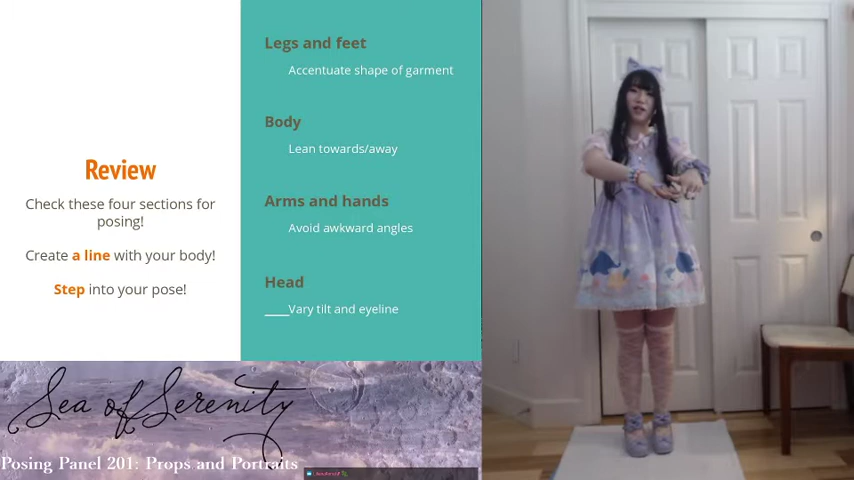 Review
Check these four sections for
posing!
Create a line with your body!
Step into your pose!
Legs and feet
Accentuate shape of garment
Body
Lean towards/away
Arms and hands
Avoid awkward angles
Head
Vary tilt and eyeline
Sea of Serenity
Posing Panel 201: Props and Portraits